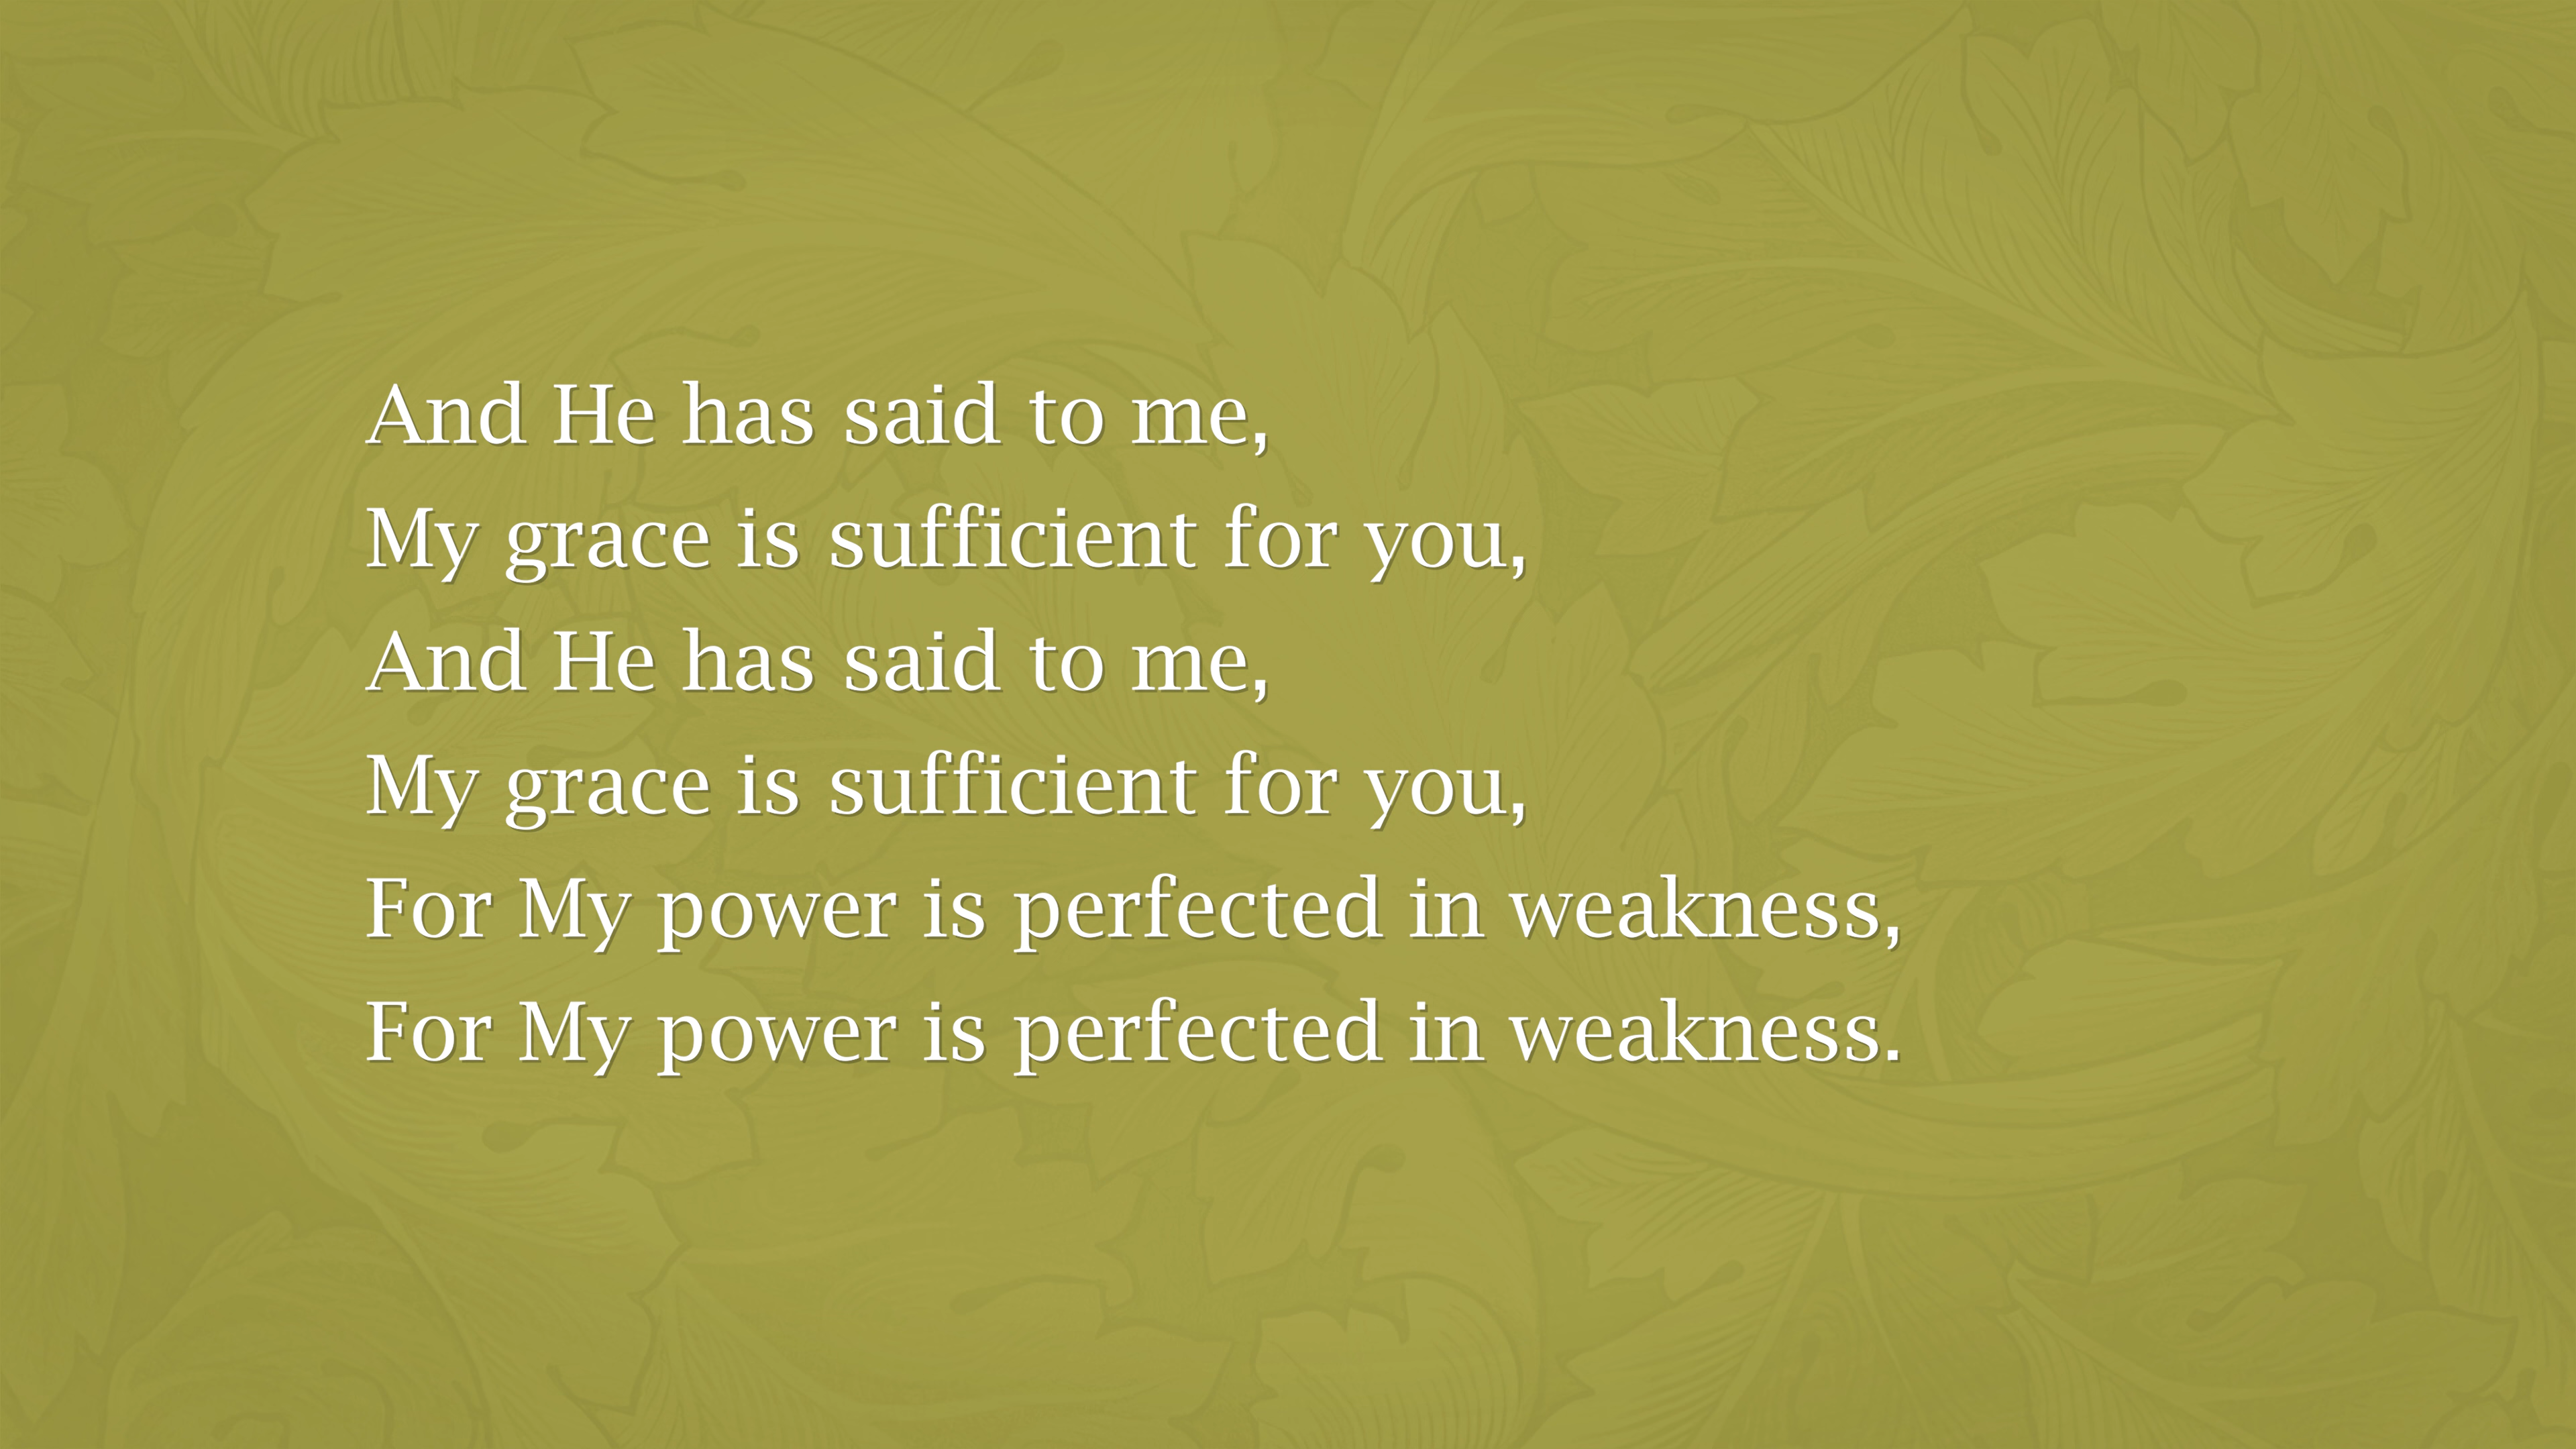 And He has said to me,
My grace is sufficient for you,
And He has said to me,
My grace is sufficient for you,
For My power is perfected in weakness,
For My power is perfected in weakness.